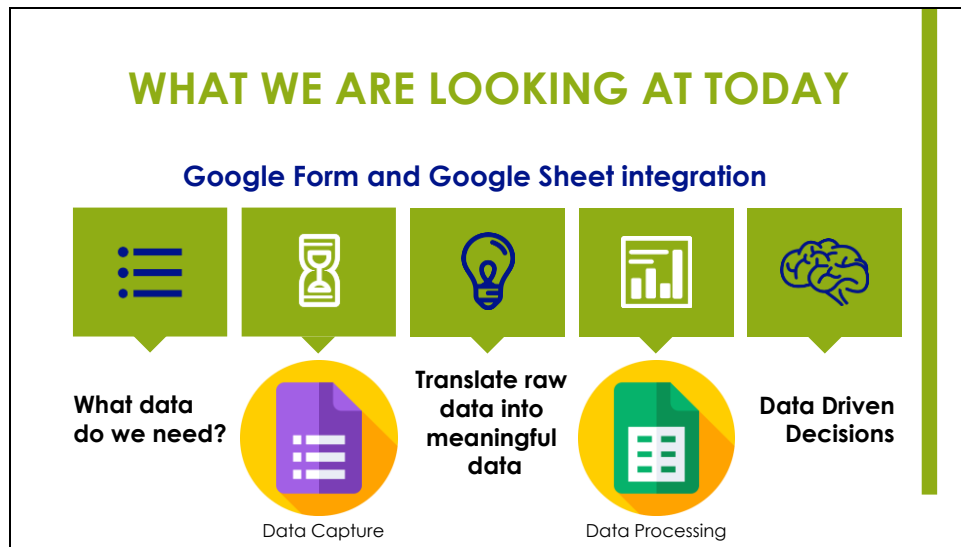 WHAT WE ARE LOOKING AT TODAY
Google Form and Google Sheet integration
What data
do we need?
Data Capture
Translate raw
data into
meaningful
data
Data Processing
Data Driven
Decisions